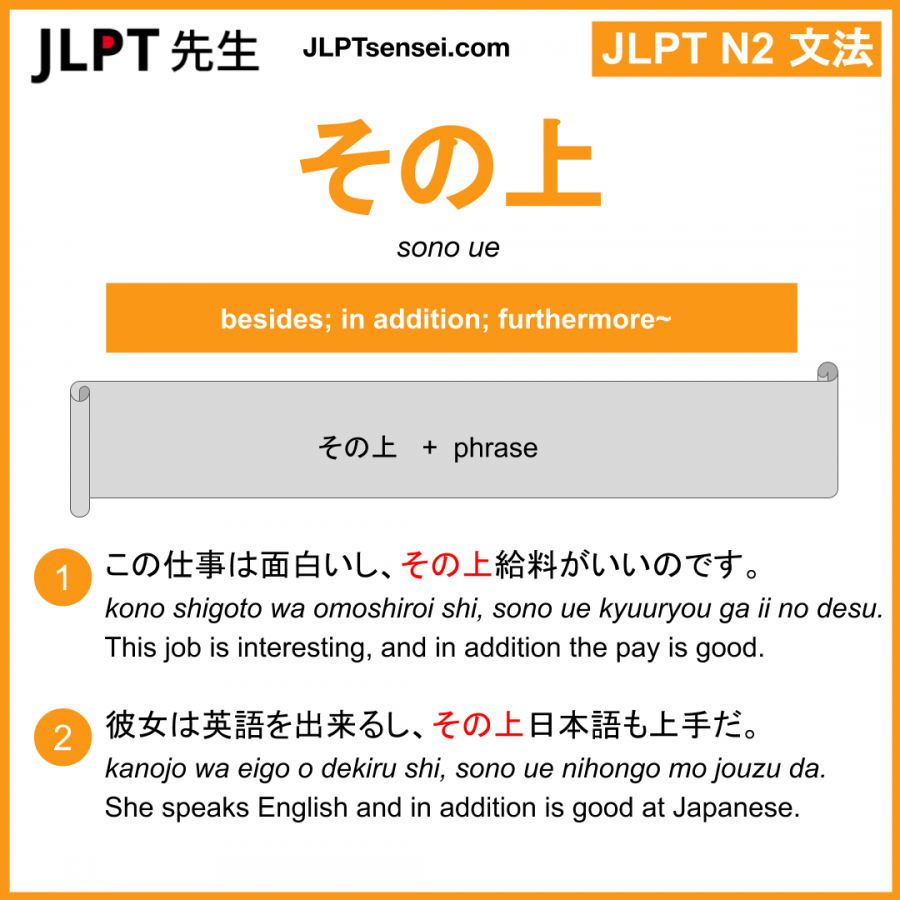 JLPT 先生
JLPTsensei.com
JLPT N2 文法
その上
sono ue
besides; in addition; furthermore~
その上 + phrase
1
この仕事は面白いし、その上給料がいいのです。
kono shigoto wa omoshiroi shi, sono ue kyuuryou ga ii no desu.
This job is interesting, and in addition the pay is good.
2
彼女は英語を出来るし、その上日本語も上手だ。
kanojo wa eigo o dekiru shi, sono ue nihongo mo jouzu da.
She speaks English and in addition is good at Japanese.